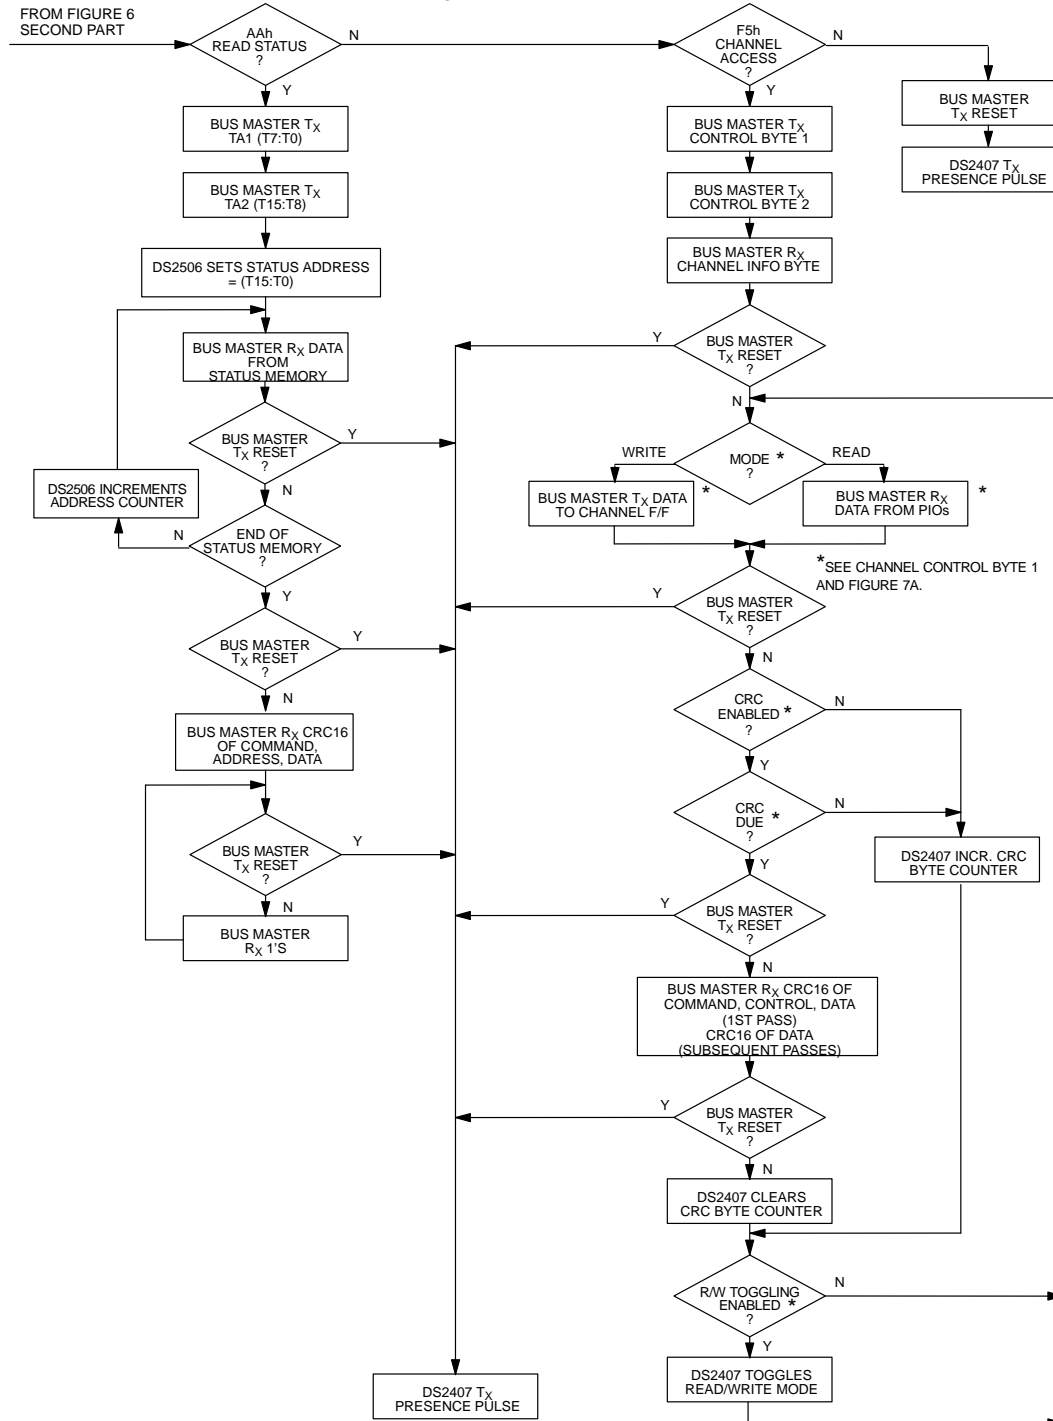 FROM FIGURE 6
SECOND PART
AAh
READ STATUS
?
N
Y
F5h
CHANNEL
ACCESS
?
N
Y
BUS MASTER
TX RESET
DS2407 TX
PRESENCE PULSE
BUS MASTER TX
TA1 (T7:T0)
BUS MASTER TX
TA2 (T15:T8)
DS2506 SETS STATUS ADDRESS
= (T15:T0)
BUS MASTER RX DATA
FROM
STATUS MEMORY
BUS MASTER
TX RESET
?
Y
N
DS2506 INCREMENTS
ADDRESS COUNTER
END OF
STATUS MEMORY
?
N
Y
BUS MASTER
TX RESET
?
Y
N
BUS MASTER RX CRC16
OF COMMAND,
ADDRESS, DATA
BUS MASTER
TX RESET
?
Y
N
BUS MASTER
RX 1'S
BUS MASTER TX
CONTROL BYTE 1
BUS MASTER TX
CONTROL BYTE 2
BUS MASTER RX
CHANNEL INFO BYTE
BUS MASTER
TX RESET
?
Y
N
MODE *
?
WRITE
READ
BUS MASTER TX DATA
TO CHANNEL F/F
*
BUS MASTER RX
DATA FROM PIOs
*
*SEE CHANNEL CONTROL BYTE 1
AND FIGURE 7A.
BUS MASTER
TX RESET
?
Y
N
CRC
ENABLED *
?
N
Y
CRC
DUE *
?
N
Y
DS2407 INCR. CRC
BYTE COUNTER
BUS MASTER
TX RESET
?
Y
N
BUS MASTER RX CRC16 OF
COMMAND, CONTROL, DATA
(1ST PASS)
CRC16 OF DATA
(SUBSEQUENT PASSES)
BUS MASTER
TX RESET
?
Y
N
DS2407 CLEARS
CRC BYTE COUNTER
R/W TOGGLING
ENABLED *
?
N
Y
DS2407 TOGGLES
READ/WRITE MODE
DS2407 TX
PRESENCE PULSE